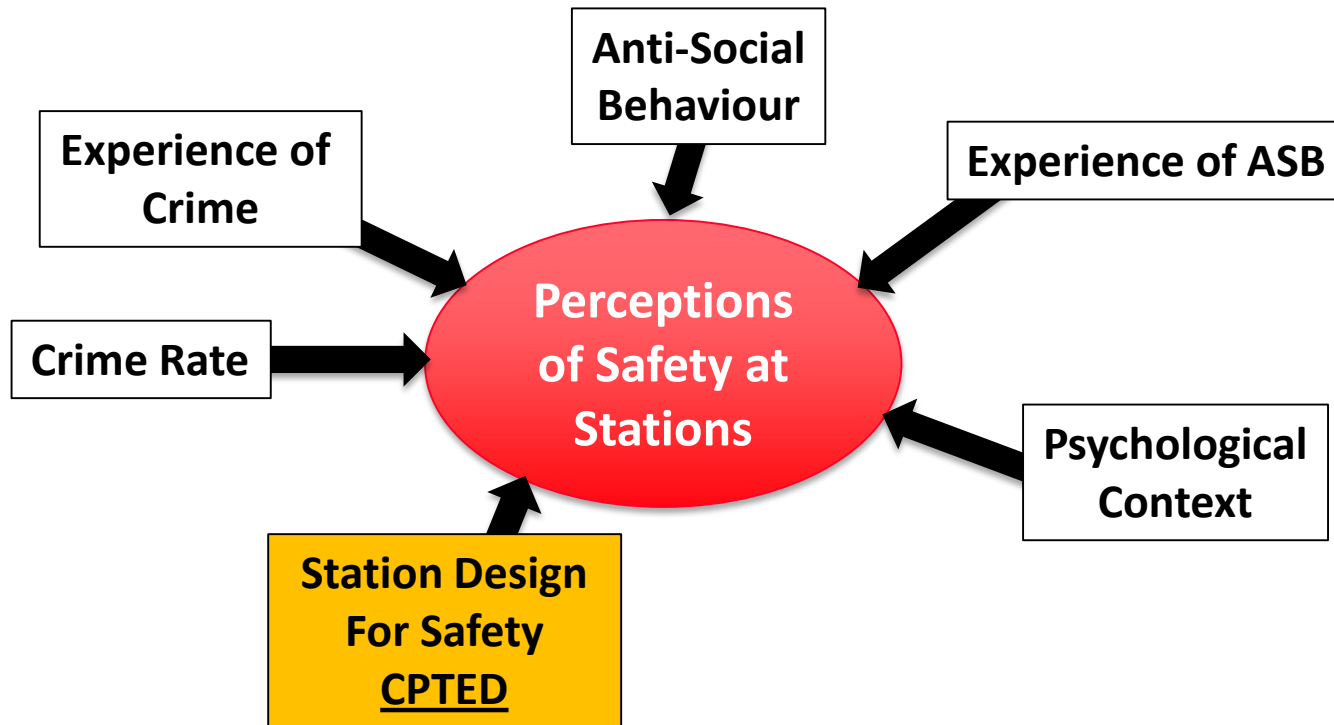 Anti-Social
Behaviour
Experience of
Crime
Experience of ASB
Perceptions
of Safety at
Stations
Crime Rate
Psychological
Context
Station Design
For Safety
CPTED